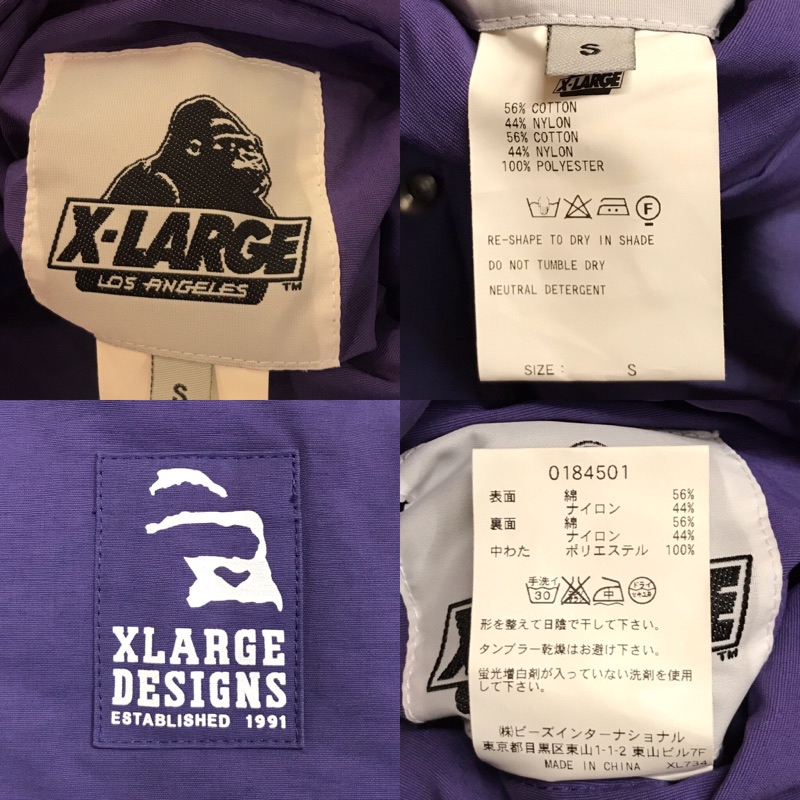 X-LARGE
LOS ANGELES
TM
S
S
X-LARGE
56% COTTON
44% NYLON
56% COTTON
44% NYLON
100% POLYESTER
F
RE-SHAPE TO DRY IN SHADE
DO NOT TUMBLE DRY
NEUTRAL DETERGENT
SIZE: S
XLARGE
DESIGNS
ESTABLISHED 1991
0184501
表面 綿 56%
ナイロン 44%
裏面 綿 56%
ナイロン 44%
中わた ポリエステル 100%
手洗イ 30 中 ドライ セキユ系
形を整えて日陰で干して下さい。
タンブラー乾燥はお避け下さい。
蛍光増白剤が入っていない洗剤を使用
して下さい。
㈱ビーズインターナショナル
東京都目黒区東山1-1-2 東山ビル7F
MADE IN CHINA XL734
TM